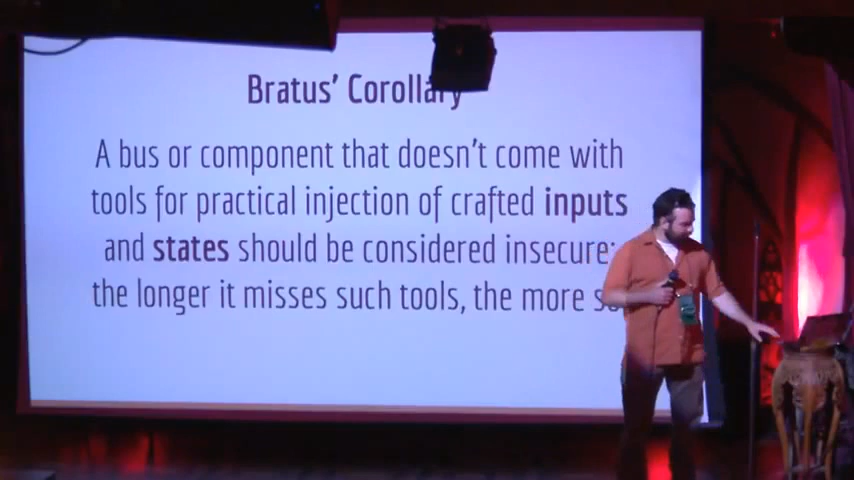 Bratus' Corollary
A bus or component that doesn't come with
tools for practical injection of crafted inputs
and states should be considered insecure;
the longer it misses such tools, the more so